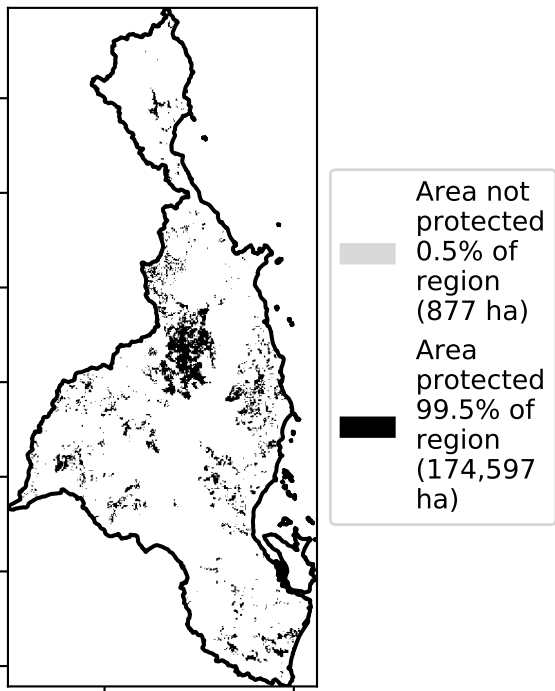 Area not
protected
0.5% of
region
(877 ha)
Area
protected
99.5% of
region
(174,597
ha)